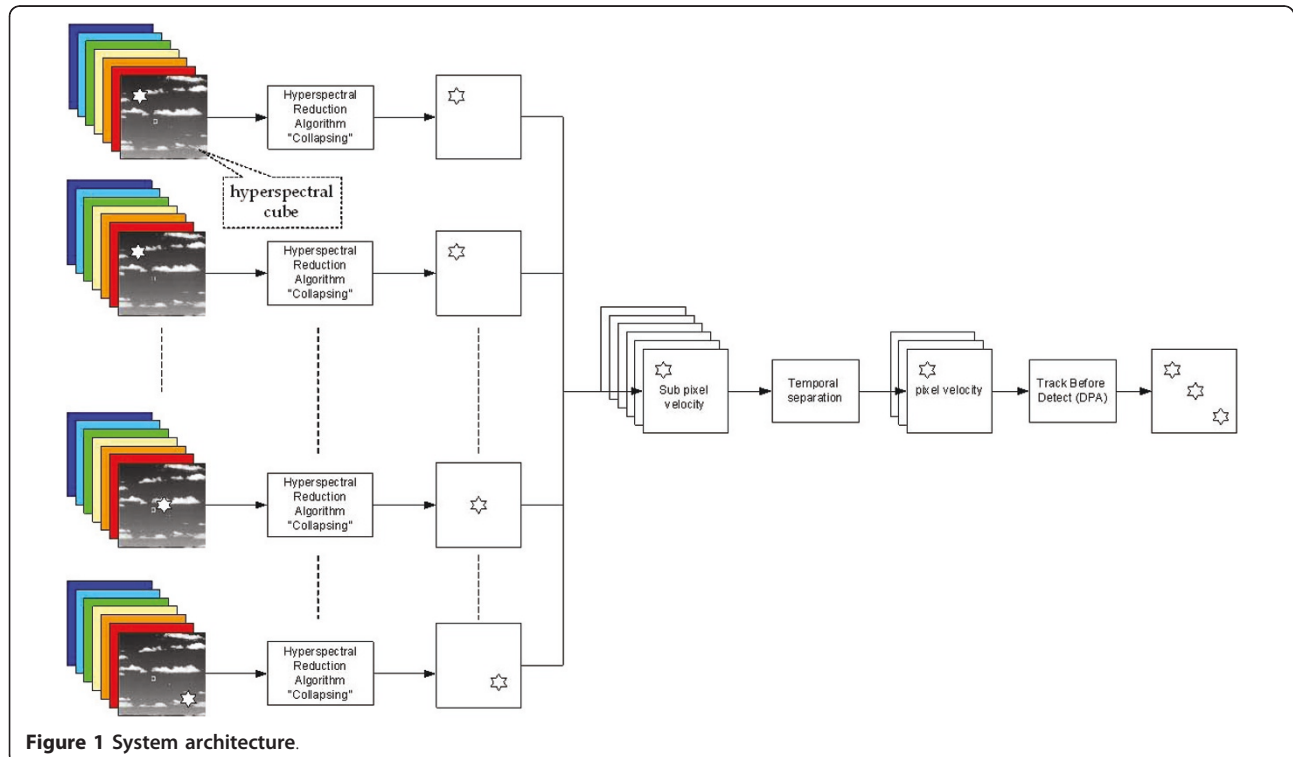 Hyperspectral
Reduction
Algorithm
"Collapsing"
hyperspectral
cube
Hyperspectral
Reduction
Algorithm
"Collapsing"
Sub pixel
velocity
Temporal
separation
pixel velocity
Track Before
Detect (DPA)
Hyperspectral
Reduction
Algorithm
"Collapsing"
Hyperspectral
Reduction
Algorithm
"Collapsing"
Figure 1 System architecture.